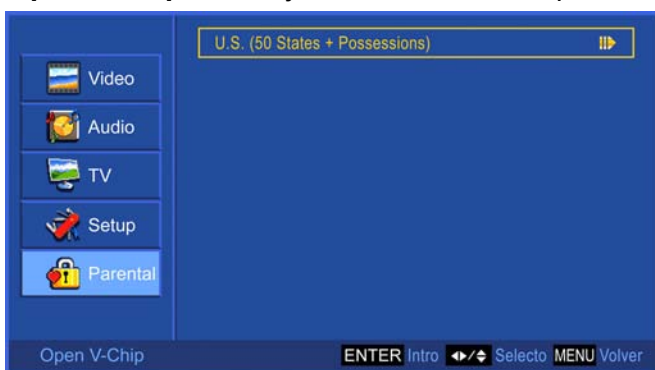 U.S. (50 States + Possessions)
Video
Audio
TV
Setup
Parental
Open V-Chip
ENTER Intro ◄►/▲▼ Selecto MENU Volver